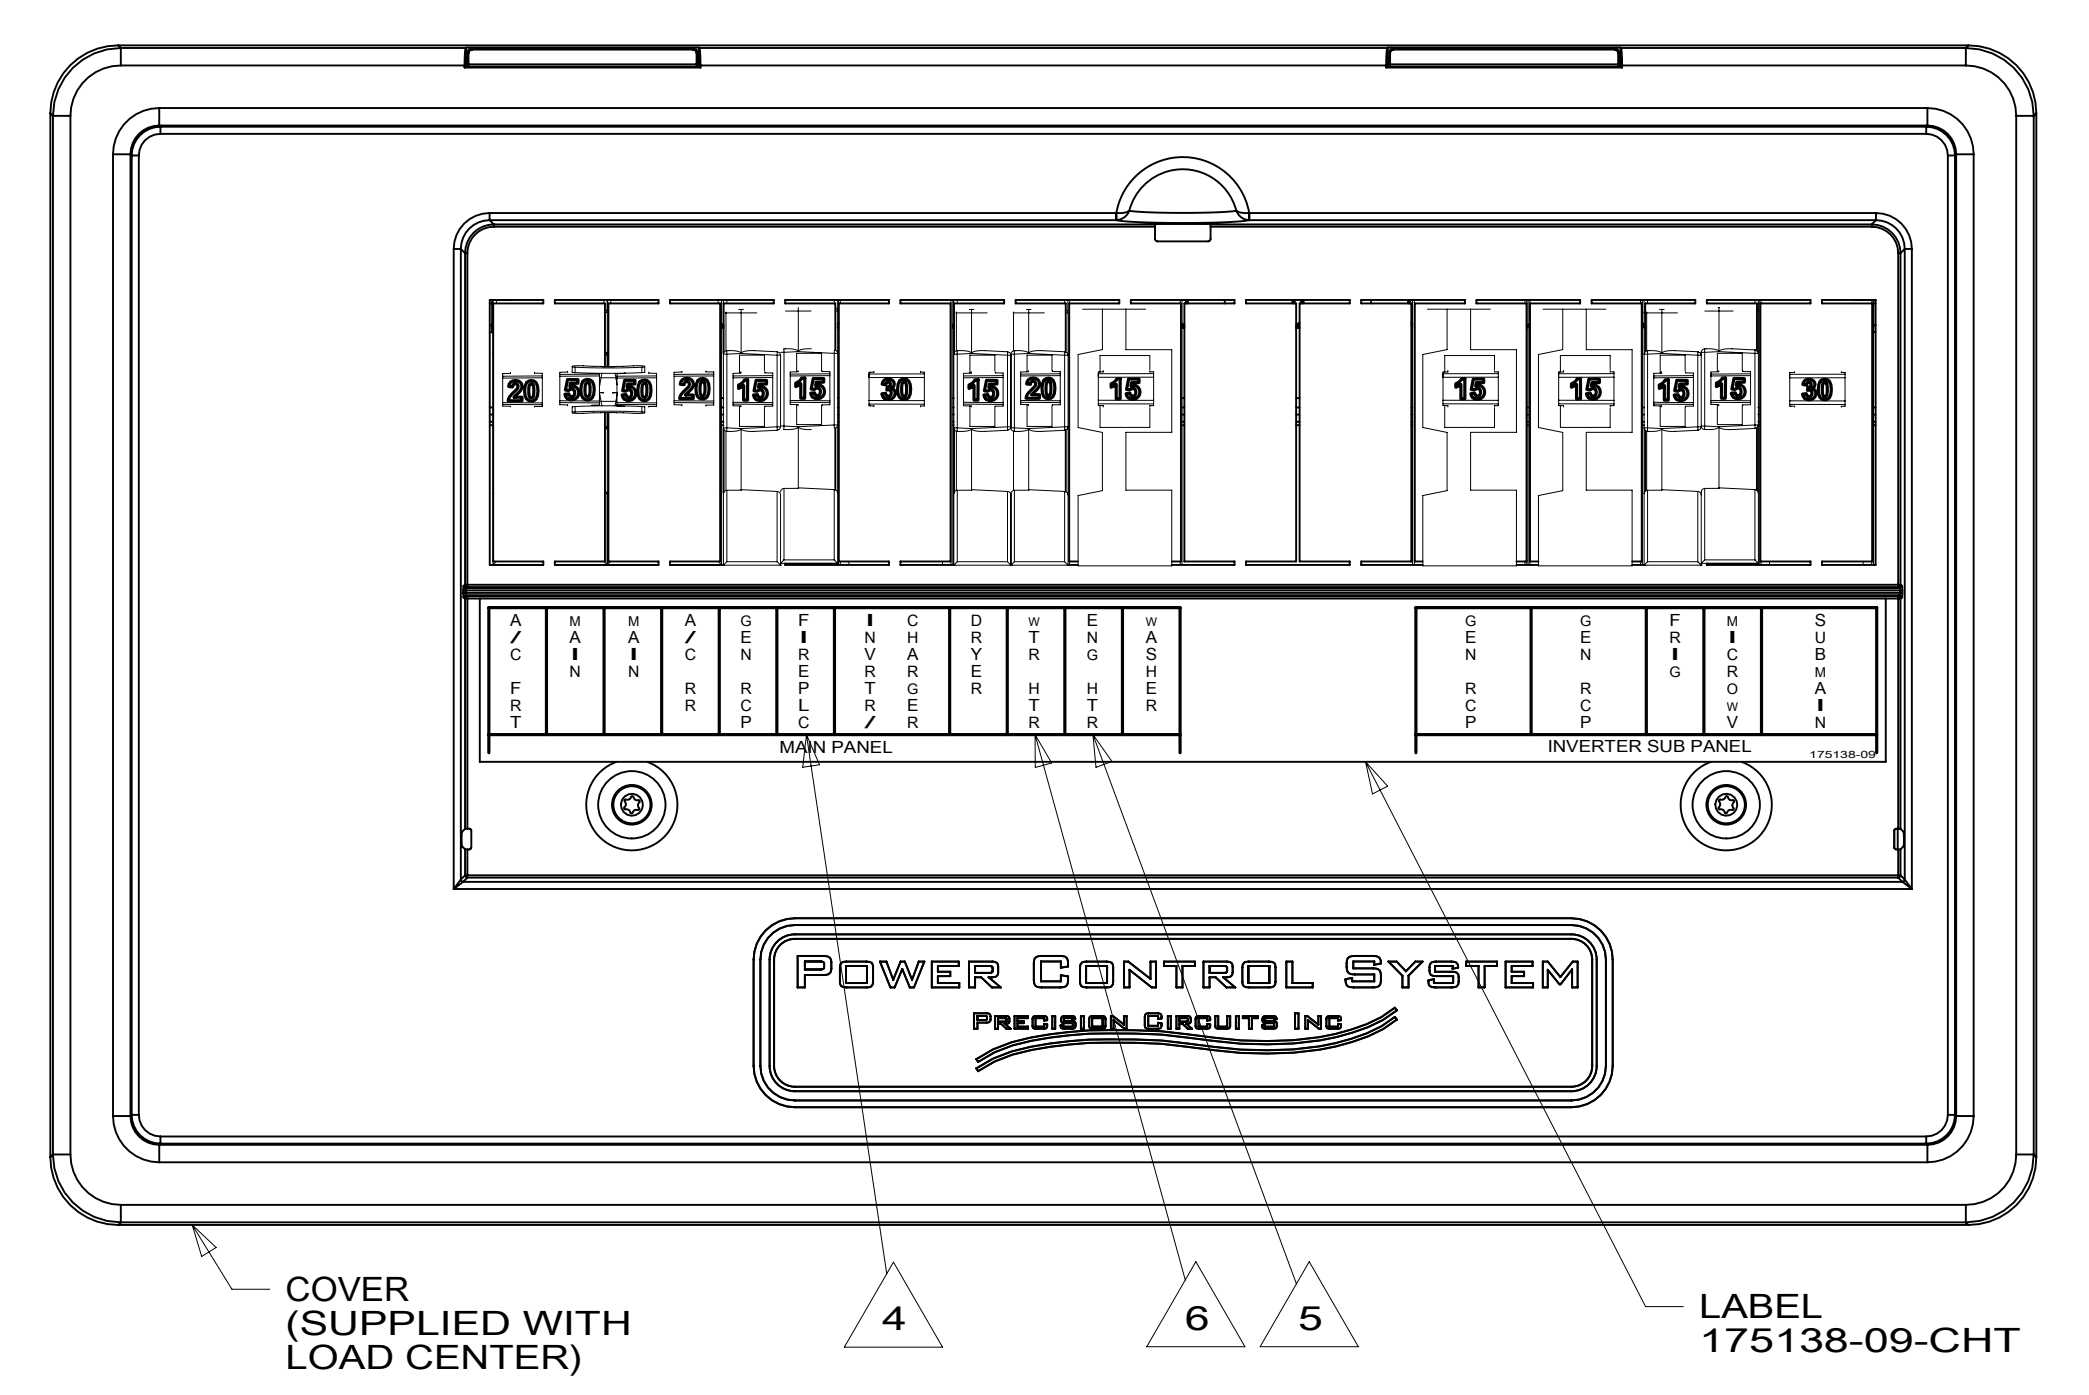 20 50 50 20 15 15 30 15 20 15 15 15 15 15 30
A/C FRT
MAIN
MAIN
A/C RR
GEN RCP
FIREPLC
INVRTR/
CHARGER
DRYER
WTR HTR
ENG HTR
WASHER
GEN RCP
GEN RCP
FRIG
MICROWV
SUBMAIN
MAIN PANEL
INVERTER SUB PANEL
175138-09
POWER CONTROL SYSTEM
PRECISION CIRCUITS INC
COVER
(SUPPLIED WITH
LOAD CENTER)
4
6
5
LABEL
175138-09-CHT